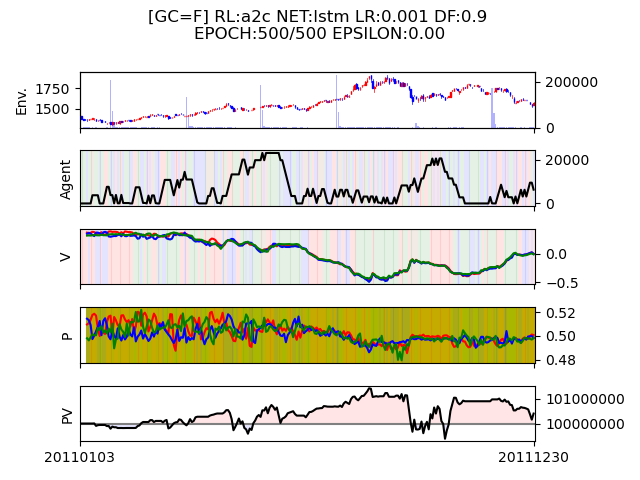 [GC=F] RL:a2c NET:lstm LR:0.001 DF:0.9
EPOCH:500/500 EPSILON:0.00
Env.
1750
1500
200000
0
Agent
20000
0
V
0.0
−0.5
P
0.52
0.50
0.48
PV
101000000
100000000
20110103
20111230